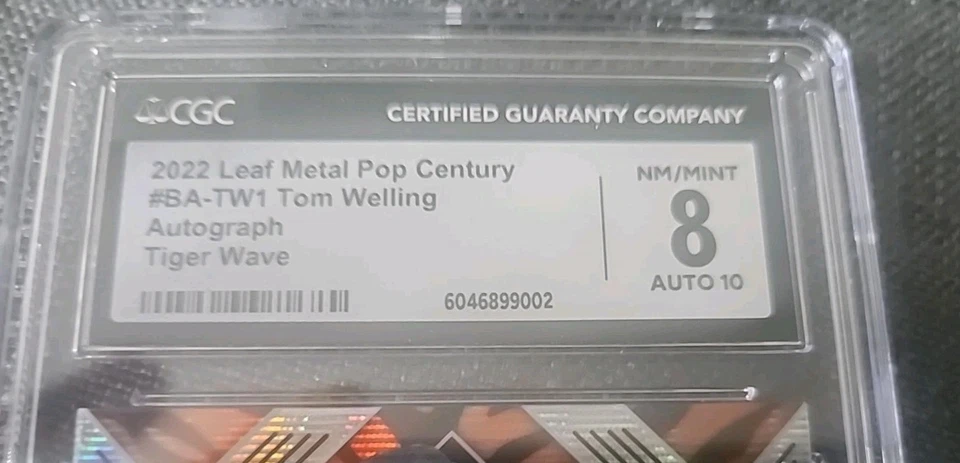 CGC
CERTIFIED GUARANTY COMPANY
2022 Leaf Metal Pop Century
#BA-TW1 Tom Welling
Autograph
Tiger Wave
6046899002
NM/MINT
8
AUTO 10